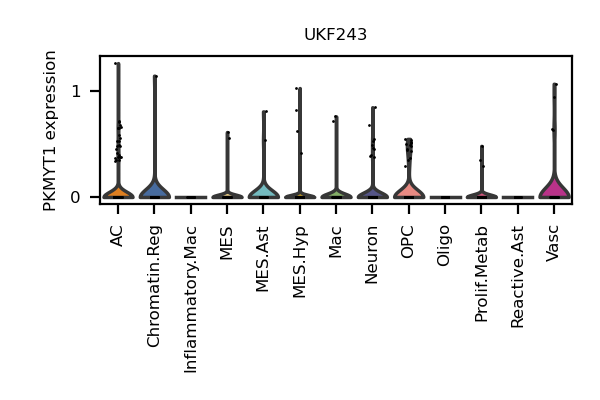 UKF243
PKMYT1 expression
1
0
AC
Chromatin.Reg
Inflammatory.Mac
MES
MES.Ast
MES.Hyp
Mac
Neuron
OPC
Oligo
Prolif.Metab
Reactive.Ast
Vasc